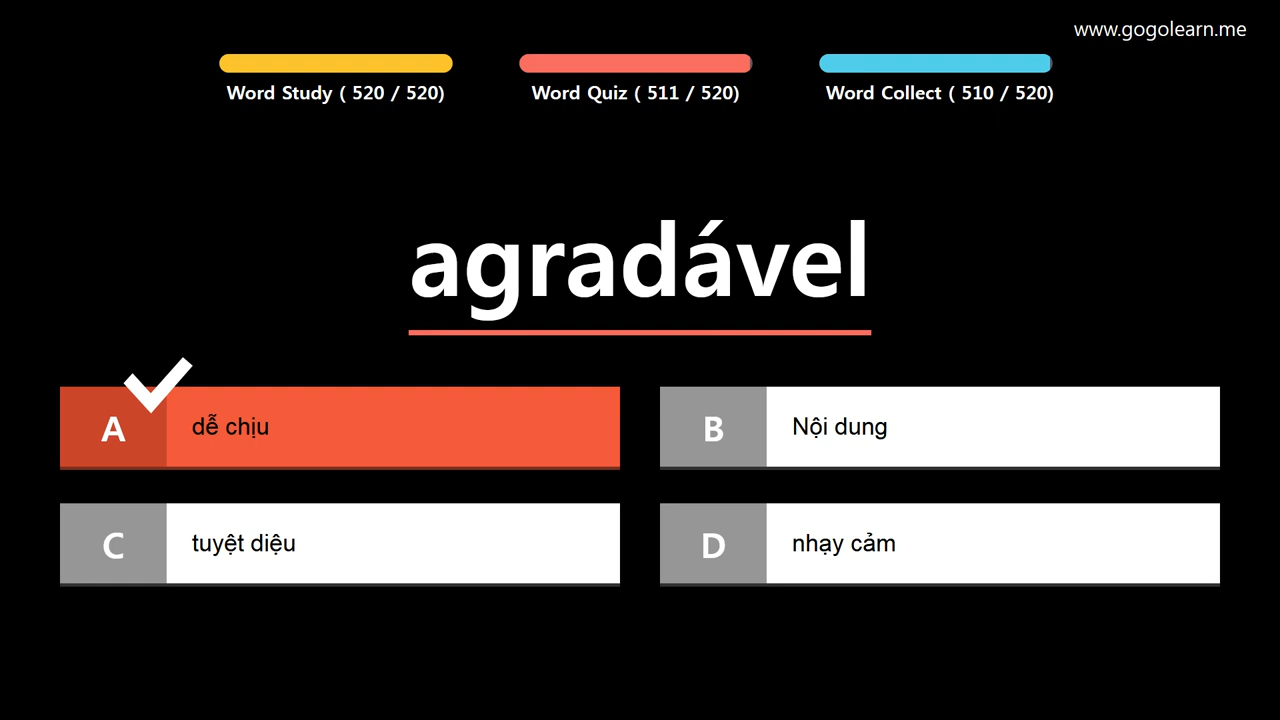 www.gogolearn.me
Word Study ( 520 / 520)
Word Quiz ( 511 / 520)
Word Collect ( 510 / 520)
agradável
A dễ chịu
B Nội dung
C tuyệt diệu
D nhạy cảm